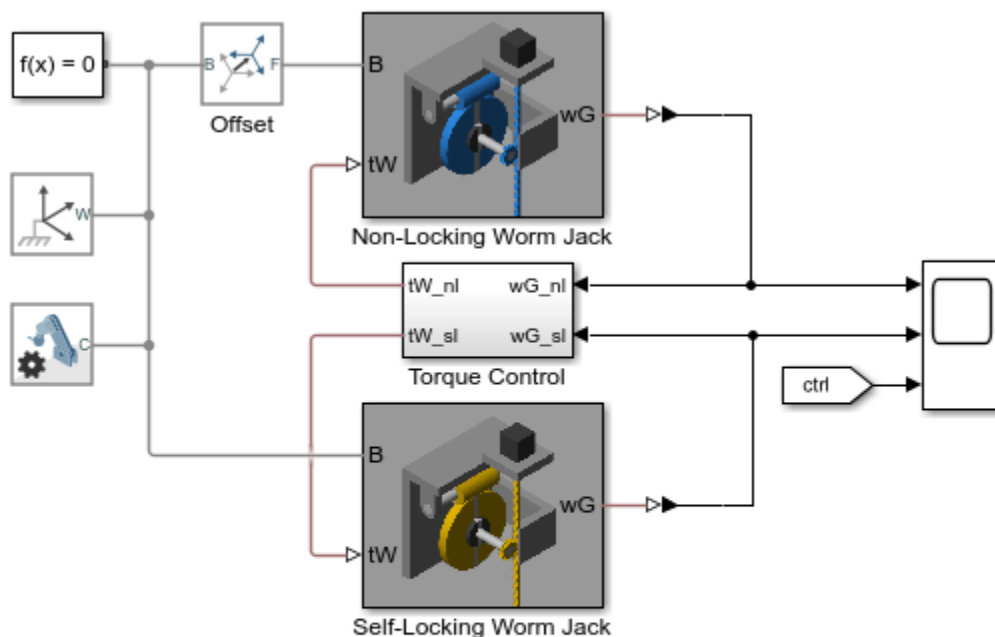 f(x) = 0
B
F
Offset
B
wG
tW
Non-Locking Worm Jack
W
tW_nl
wG_nl
tW_sl
wG_sl
Torque Control
C
ctrl
B
wG
tW
Self-Locking Worm Jack